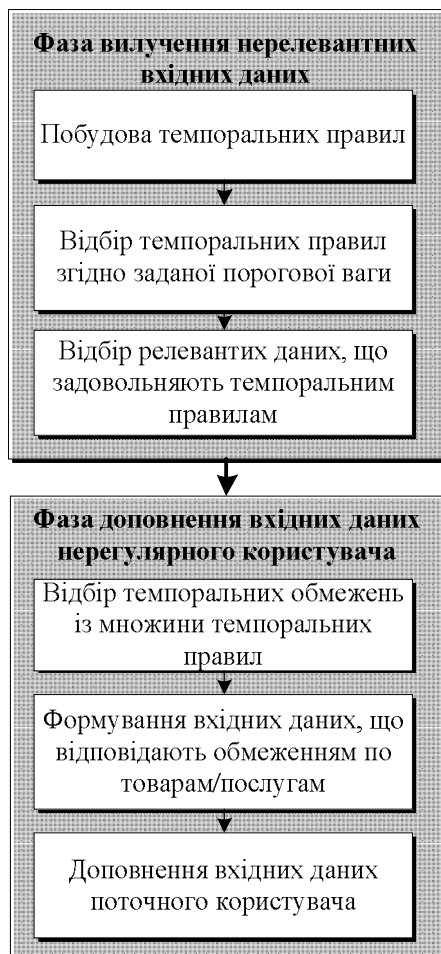 Фаза вилучення нерелевантних
вхідних даних
Побудова темпоральних правил
Відбір темпоральних правил
згідно заданої порогової ваги
Відбір релевантих даних, що
задовольняють темпоральним
правилам
Фаза доповнення вхідних даних
нерегулярного користувача
Відбір темпоральних обмежень
із множини темпоральних
правил
Формування вхідних даних, що
відповідають обмеженням по
товарам/послугам
Доповнення вхідних даних
поточного користувача